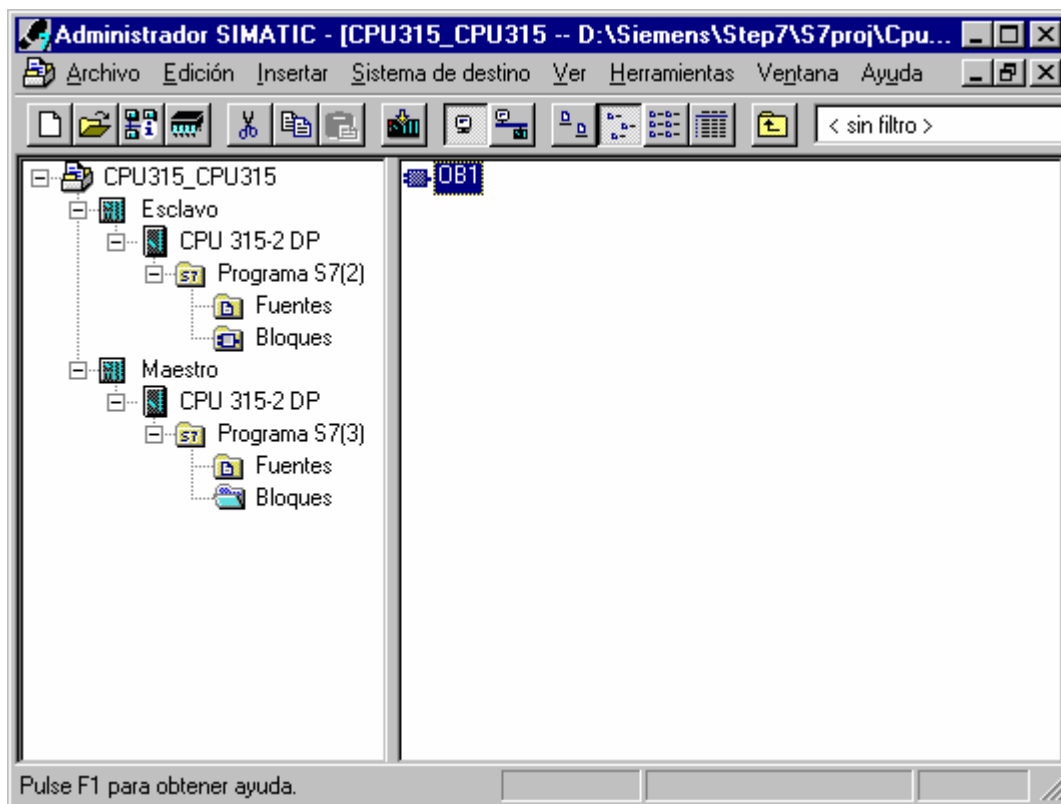 Administrador SIMATIC - [CPU315_CPU315 -- D:\Siemens\Step7\S7proj\Cpu...
Archivo Edición Insertar Sistema de destino Ver Herramientas Ventana Ayuda
< sin filtro >
CPU315_CPU315
OB1
Esclavo
CPU 315-2 DP
Programa S7(2)
Fuentes
Bloques
Maestro
CPU 315-2 DP
Programa S7(3)
Fuentes
Bloques
Pulse F1 para obtener ayuda.